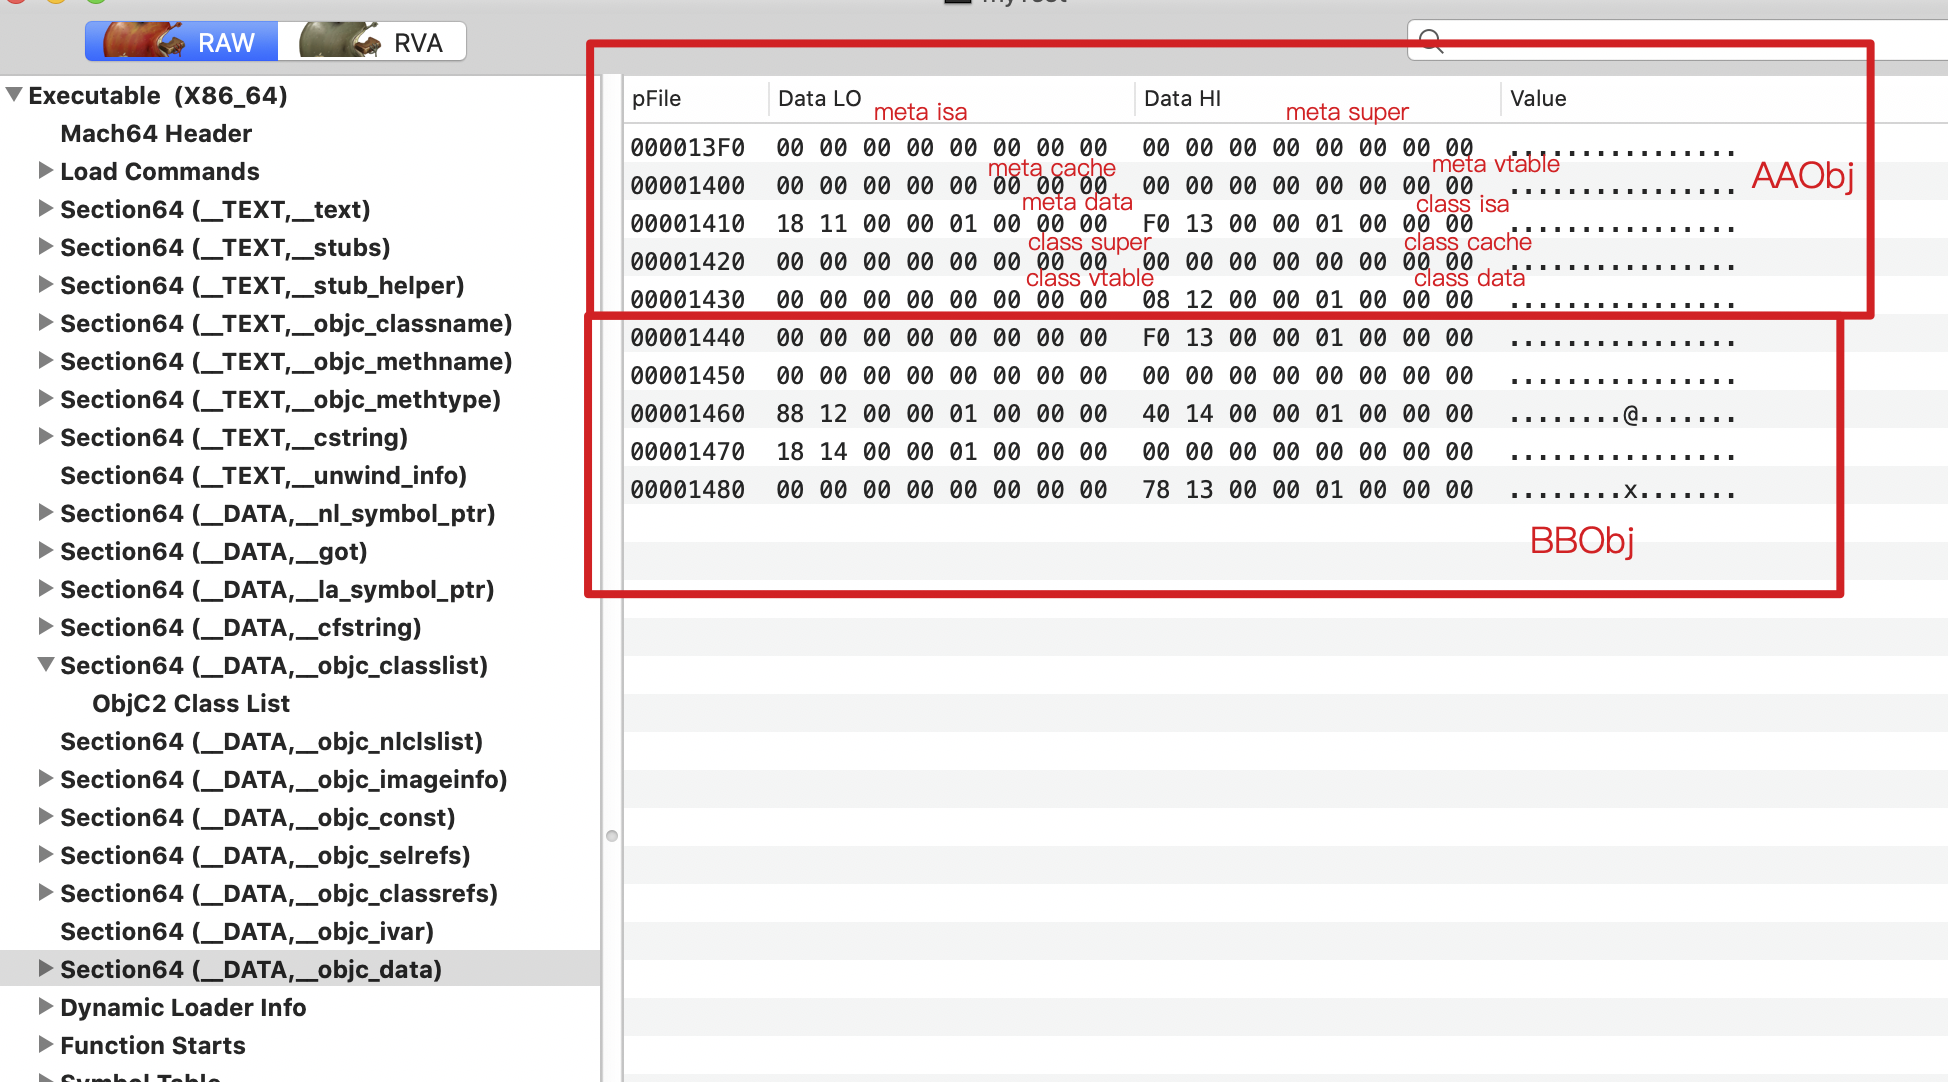 RAW RVA
pFile Data LO Data HI Value
meta isa meta super
000013F0 00 00 00 00 00 00 00 00 00 00 00 00 00 00 00 00 ................
meta cache meta vtable
00001400 00 00 00 00 00 00 00 00 00 00 00 00 00 00 00 00 ................
AAObj
meta data class isa
00001410 18 11 00 00 01 00 00 00 F0 13 00 00 01 00 00 00 ................
class super class cache
00001420 00 00 00 00 00 00 00 00 00 00 00 00 00 00 00 00 ................
class vtable class data
00001430 00 00 00 00 00 00 00 00 08 12 00 00 01 00 00 00 ................
00001440 00 00 00 00 00 00 00 00 F0 13 00 00 01 00 00 00 ................
00001450 00 00 00 00 00 00 00 00 00 00 00 00 00 00 00 00 ................
00001460 88 12 00 00 01 00 00 00 40 14 00 00 01 00 00 00 ........@.......
00001470 18 14 00 00 01 00 00 00 00 00 00 00 00 00 00 00 ................
00001480 00 00 00 00 00 00 00 00 78 13 00 00 01 00 00 00 ........x.......
BBObj
Executable (X86_64)
Mach64 Header
Load Commands
Section64 (__TEXT,__text)
Section64 (__TEXT,__stubs)
Section64 (__TEXT,__stub_helper)
Section64 (__TEXT,__objc_classname)
Section64 (__TEXT,__objc_methname)
Section64 (__TEXT,__objc_methtype)
Section64 (__TEXT,__cstring)
Section64 (__TEXT,__unwind_info)
Section64 (__DATA,__nl_symbol_ptr)
Section64 (__DATA,__got)
Section64 (__DATA,__la_symbol_ptr)
Section64 (__DATA,__cfstring)
Section64 (__DATA,__objc_classlist)
ObjC2 Class List
Section64 (__DATA,__objc_nlclslist)
Section64 (__DATA,__objc_imageinfo)
Section64 (__DATA,__objc_const)
Section64 (__DATA,__objc_selrefs)
Section64 (__DATA,__objc_classrefs)
Section64 (__DATA,__objc_ivar)
Section64 (__DATA,__objc_data)
Dynamic Loader Info
Function Starts
Symbol Table